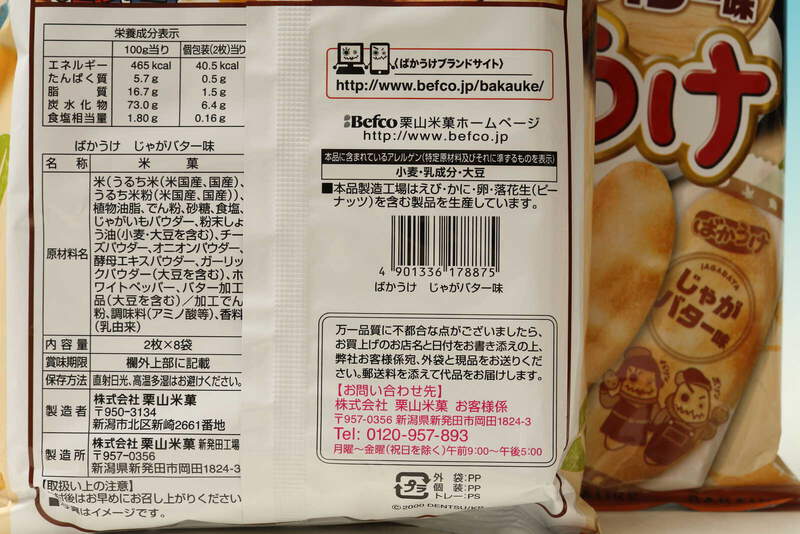 栄養成分表示
100g当り 個包装(2枚)当り
エネルギー 465 kcal 40.5 kcal
たんぱく質 5.7 g 0.5 g
脂質 16.7 g 1.5 g
炭水化物 73.0 g 6.4 g
食塩相当量 1.80 g 0.16 g
ばかうけ じゃがバター味
名称 米菓
原材料名
米(うるち米(米国産、国産)、
うるち米粉(米国産、国産))、
植物油脂、でん粉、砂糖、食塩、
じゃがいもパウダー、粉末しょ
う油(小麦・大豆を含む)、チー
ズパウダー、オニオンパウダー、
酵母エキスパウダー、ガーリッ
クパウダー(大豆を含む)、ホ
ワイトペッパー、バター加工
品(大豆を含む)／加工でん
粉、調味料(アミノ酸等)、香料
(乳由来)
内容量 2枚×8袋
賞味期限 欄外上部に記載
保存方法 直射日光、高温多湿はお避けください。
製造者 株式会社 栗山米菓
〒950-3134
新潟市北区新崎2661番地
製造所 株式会社 栗山米菓 新発田工場
〒957-0356
新潟県新発田市岡田1824-3
【取扱い上の注意】
封後はお早めにお召し上がりください
写真はイメージです。
〈ばかうけブランドサイト〉
http://www.befco.jp/bakauke/
Befco 栗山米菓ホームページ
http://www.befco.jp
本品に含まれているアレルゲン(特定原材料及びそれに準ずるものを表示)
小麦・乳成分・大豆
■本品製造工場はえび・かに・卵・落花生(ピー
ナッツ)を含む製品を生産しています。
4 901336 178875
ばかうけ じゃがバター味
万一品質に不都合な点がございましたら、
お買上げのお店名と日付をお書き添えの上、
弊社お客様係宛、外袋と現品をお送りくだ
さい。郵送料を添えて代品をお届けします。
【お問い合わせ先】
株式会社 栗山米菓 お客様係
〒957-0356 新潟県新発田市岡田1824-3
Tel: 0120-957-893
月曜〜金曜(祝日を除く)午前9:00〜午後5:00
プラ
外袋:PP
個装:PP
トレー:PS
©2000 DENTSU/K
味
うけ
ばかうけ
JAGABATA
じゃが
バター味